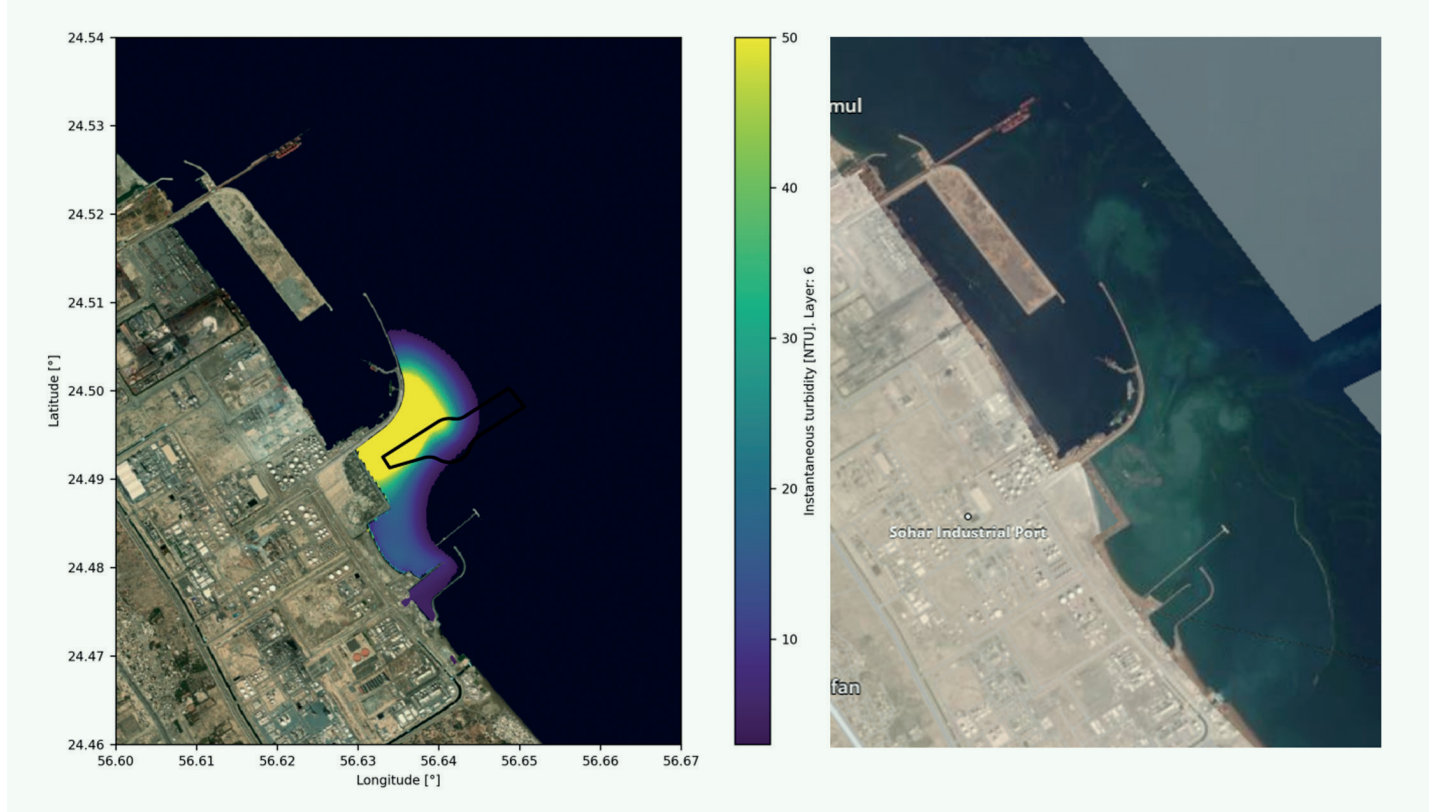 24.54
24.53
24.52
24.51
24.50
24.49
24.48
24.47
24.46
Latitude [°]
56.60 56.61 56.62 56.63 56.64 56.65 56.66 56.67
Longitude [°]
50
40
30
20
10
Instantaneous turbidity [NTU]. Layer: 6
mul
Sohar Industrial Port
fan